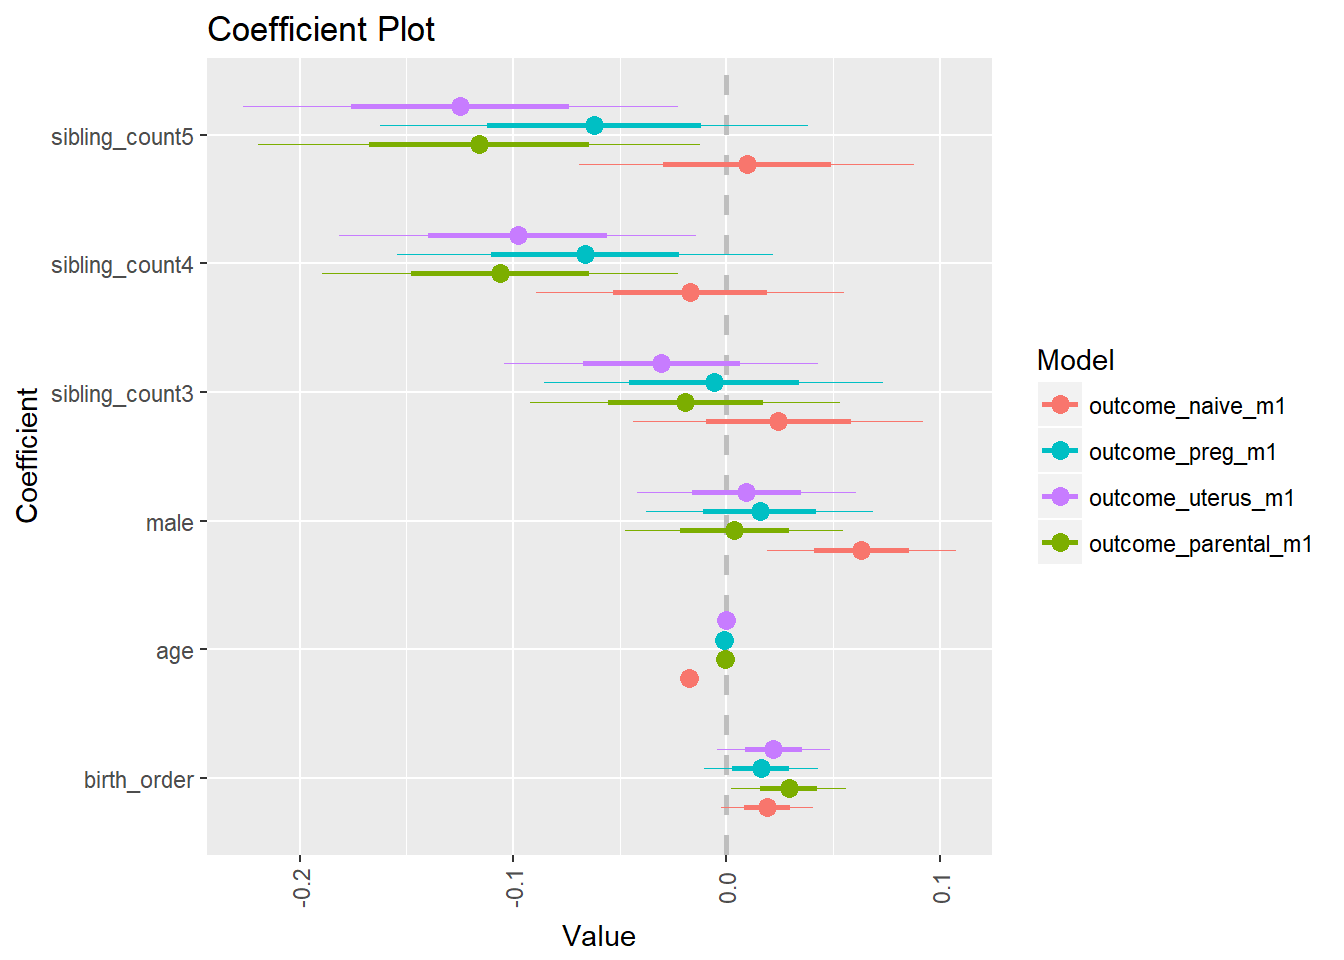 Coefficient Plot
sibling_count5
sibling_count4
sibling_count3
male
age
birth_order
Coefficient
-0.2
-0.1
0.0
0.1
Value
Model
outcome_naive_m1
outcome_preg_m1
outcome_uterus_m1
outcome_parental_m1